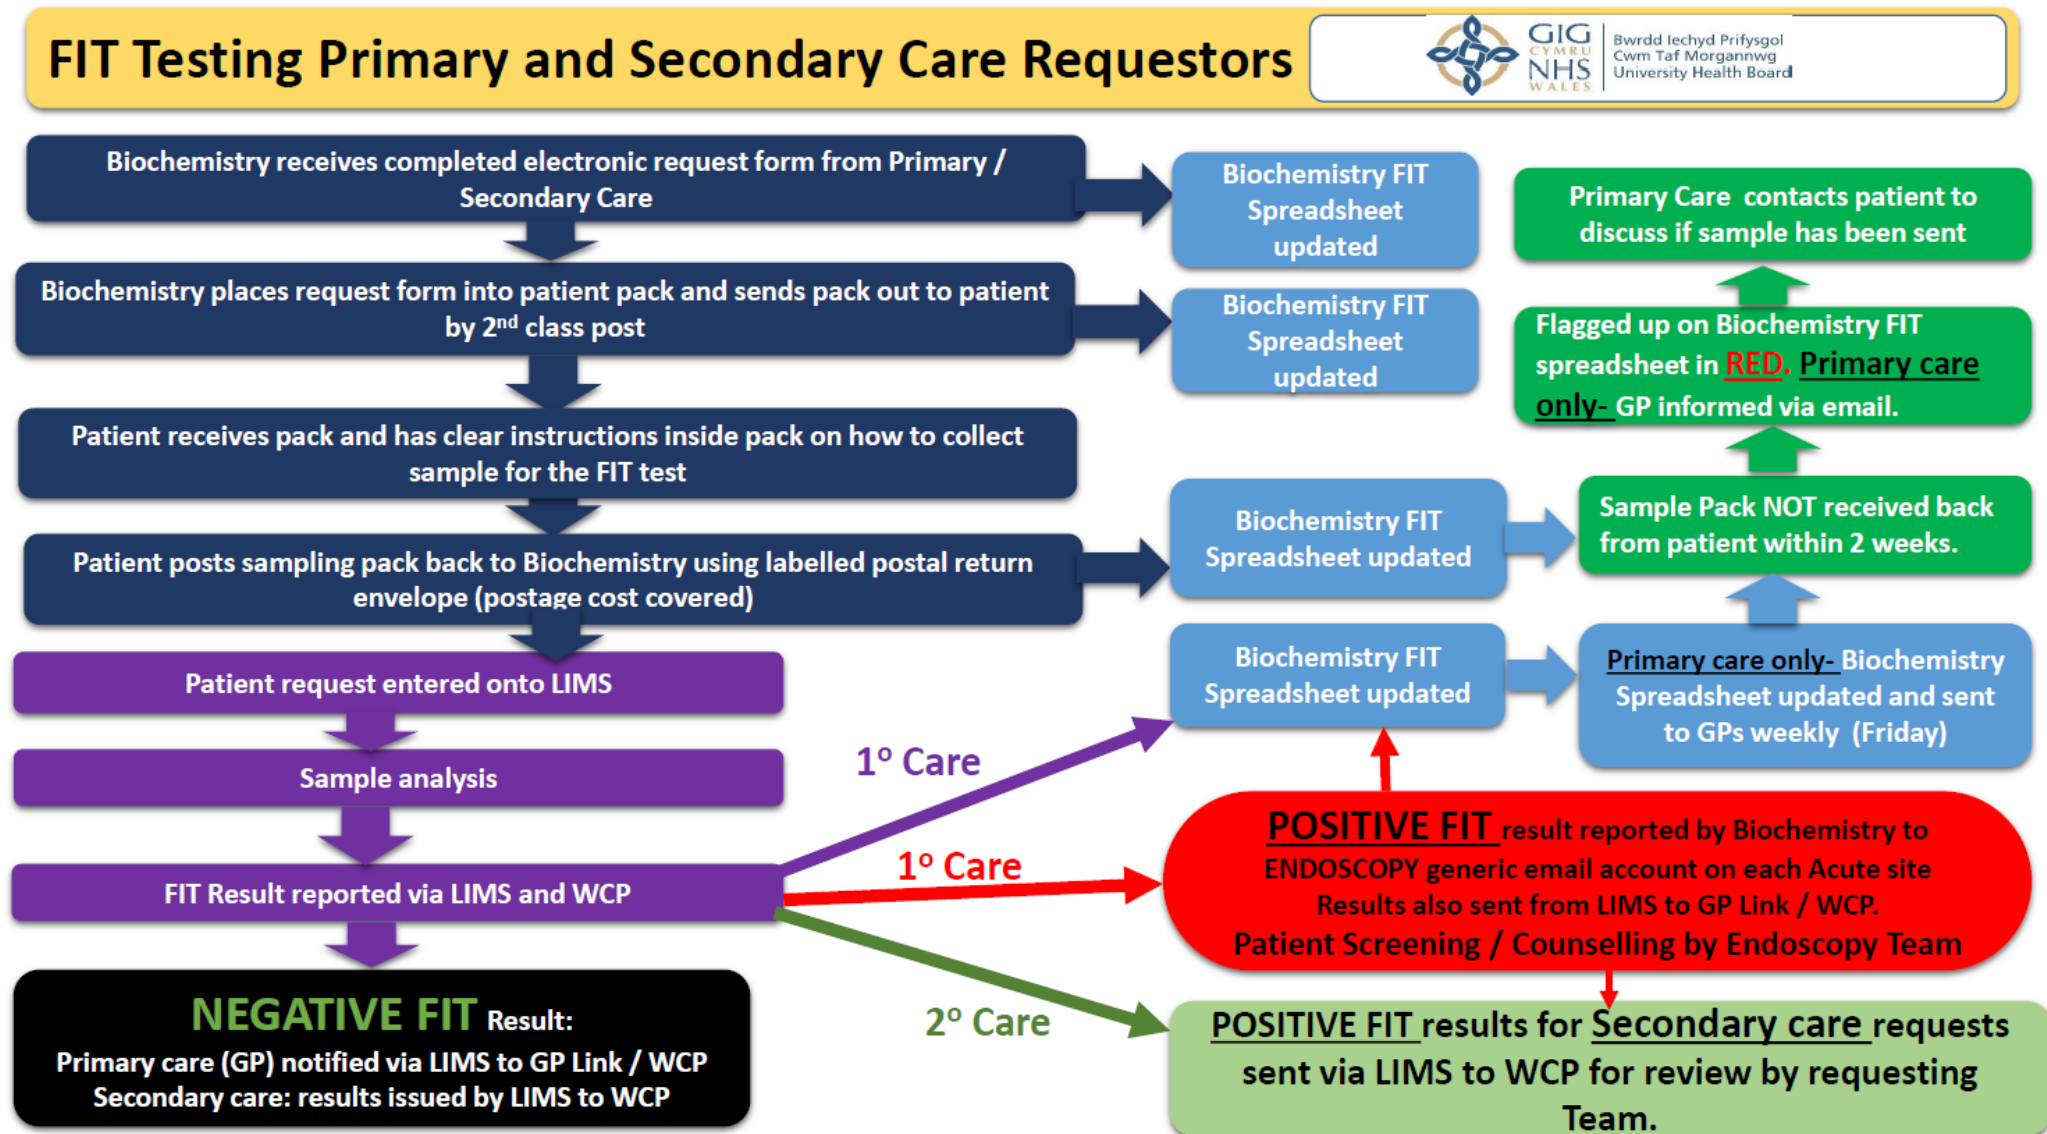 FIT Testing Primary and Secondary Care Requestors
GIG
CYMRU
NHS
WALES
Bwrdd Iechyd Prifysgol
Cwm Taf Morgannwg
University Health Board
Biochemistry receives completed electronic request form from Primary /
Secondary Care
Biochemistry FIT
Spreadsheet
updated
Biochemistry places request form into patient pack and sends pack out to patient
by 2nd class post
Biochemistry FIT
Spreadsheet
updated
Patient receives pack and has clear instructions inside pack on how to collect
sample for the FIT test
Patient posts sampling pack back to Biochemistry using labelled postal return
envelope (postage cost covered)
Biochemistry FIT
Spreadsheet updated
Sample Pack NOT received back
from patient within 2 weeks.
Flagged up on Biochemistry FIT
spreadsheet in RED. Primary care
only- GP informed via email.
Primary Care  contacts patient to
discuss if sample has been sent
Patient request entered onto LIMS
Sample analysis
FIT Result reported via LIMS and WCP
1º Care
Biochemistry FIT
Spreadsheet updated
Primary care only- Biochemistry
Spreadsheet updated and sent
to GPs weekly  (Friday)
1º Care
POSITIVE FIT result reported by Biochemistry to
ENDOSCOPY generic email account on each Acute site
Results also sent from LIMS to GP Link / WCP.
Patient Screening / Counselling by Endoscopy Team
2º Care
POSITIVE FIT results for Secondary care requests
sent via LIMS to WCP for review by requesting
Team.
NEGATIVE FIT Result:
Primary care (GP) notified via LIMS to GP Link / WCP
Secondary care: results issued by LIMS to WCP